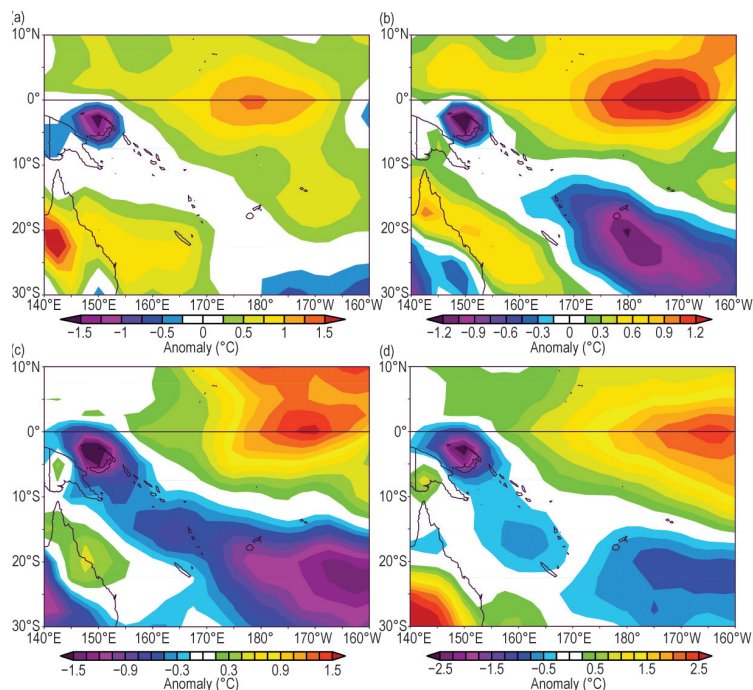 (a)
10°N
0°
10°S
20°S
30°S
140°E 150°E 160°E 170°E 180° 170°W 160°W
−1.5 −1 −0.5 0 0.5 1 1.5
Anomaly (°C)
(b)
10°N
0°
10°S
20°S
30°S
140°E 150°E 160°E 170°E 180° 170°W 160°W
−1.2 −0.9 −0.6 −0.3 0 0.3 0.6 0.9 1.2
Anomaly (°C)
(c)
10°N
0°
10°S
20°S
30°S
140°E 150°E 160°E 170°E 180° 170°W 160°W
−1.5 −0.9 −0.3 0.3 0.9 1.5
Anomaly (°C)
(d)
10°N
0°
10°S
20°S
30°S
140°E 150°E 160°E 170°E 180° 170°W 160°W
−2.5 −1.5 −0.5 0.5 1.5 2.5
Anomaly (°C)